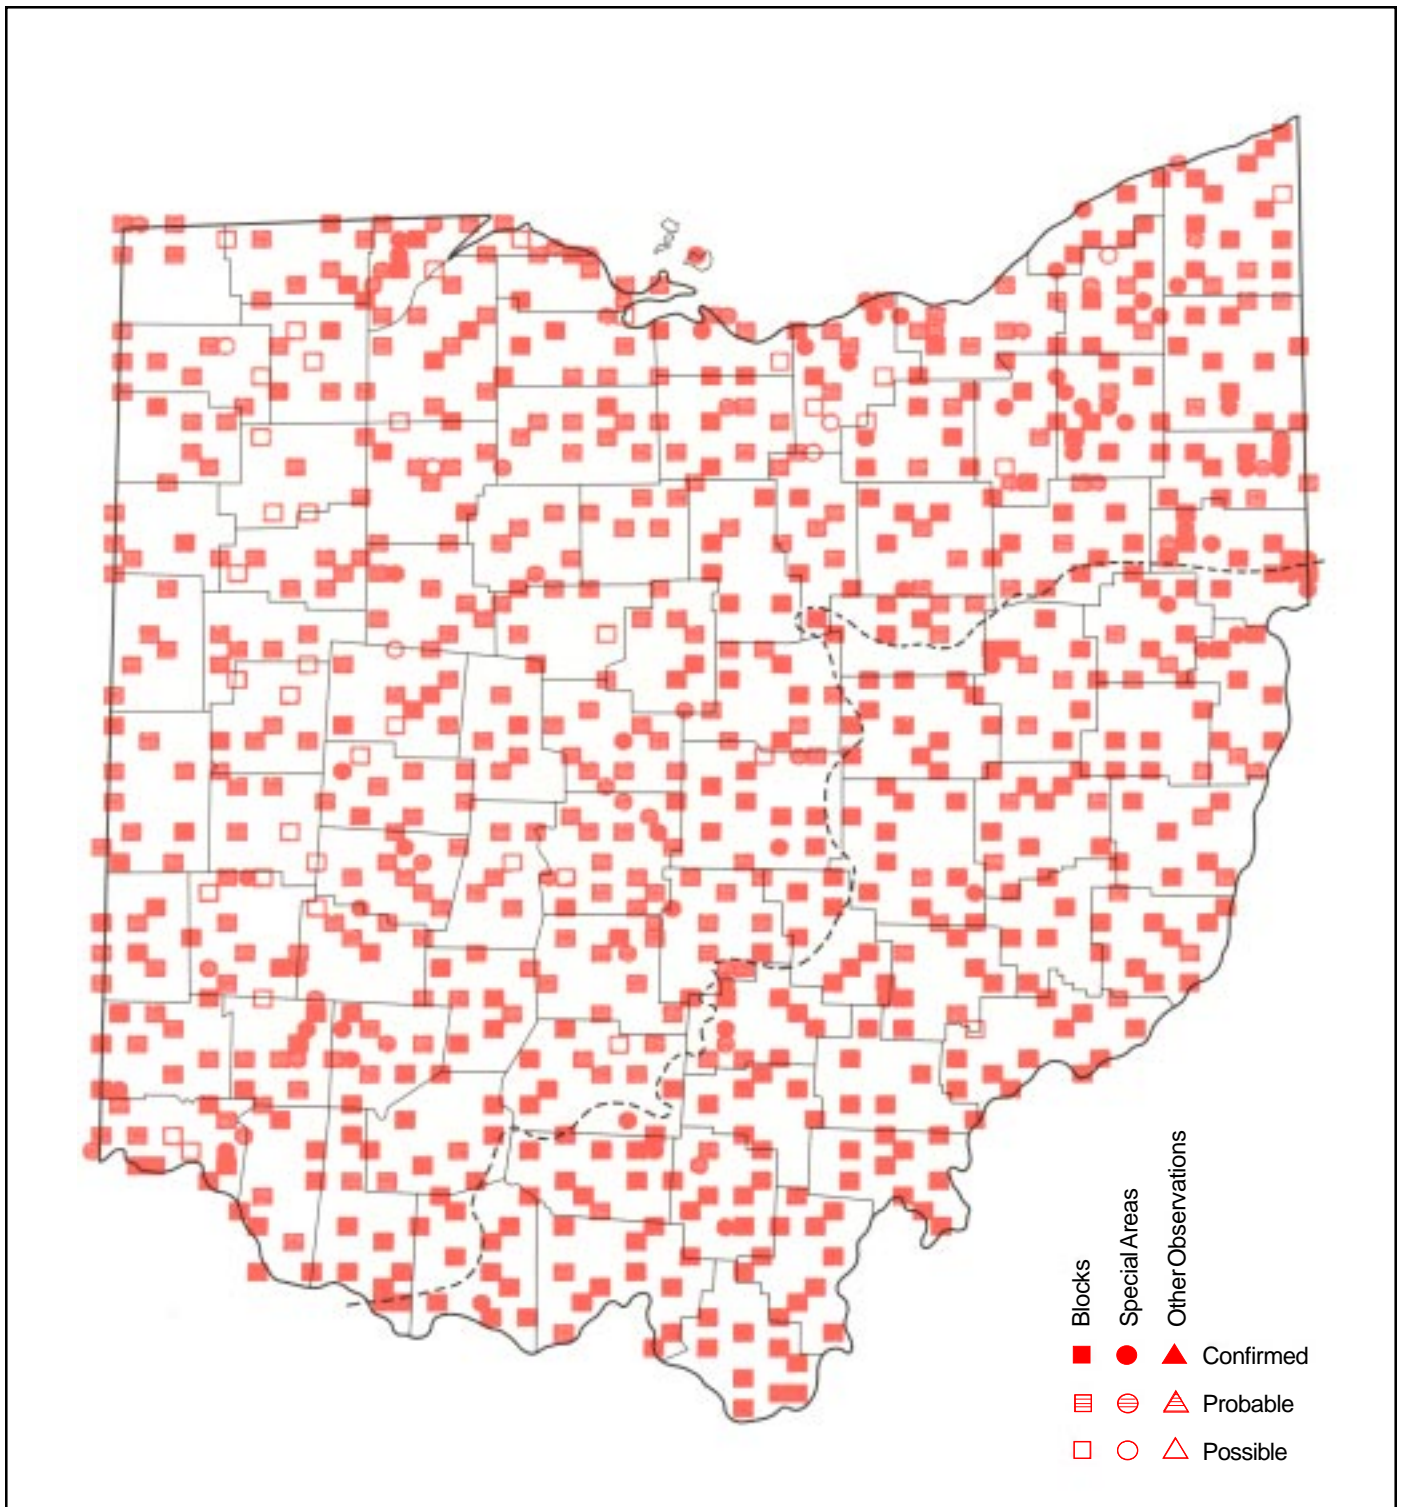 Blocks
Special Areas
Other Observations
Confirmed
Probable
Possible